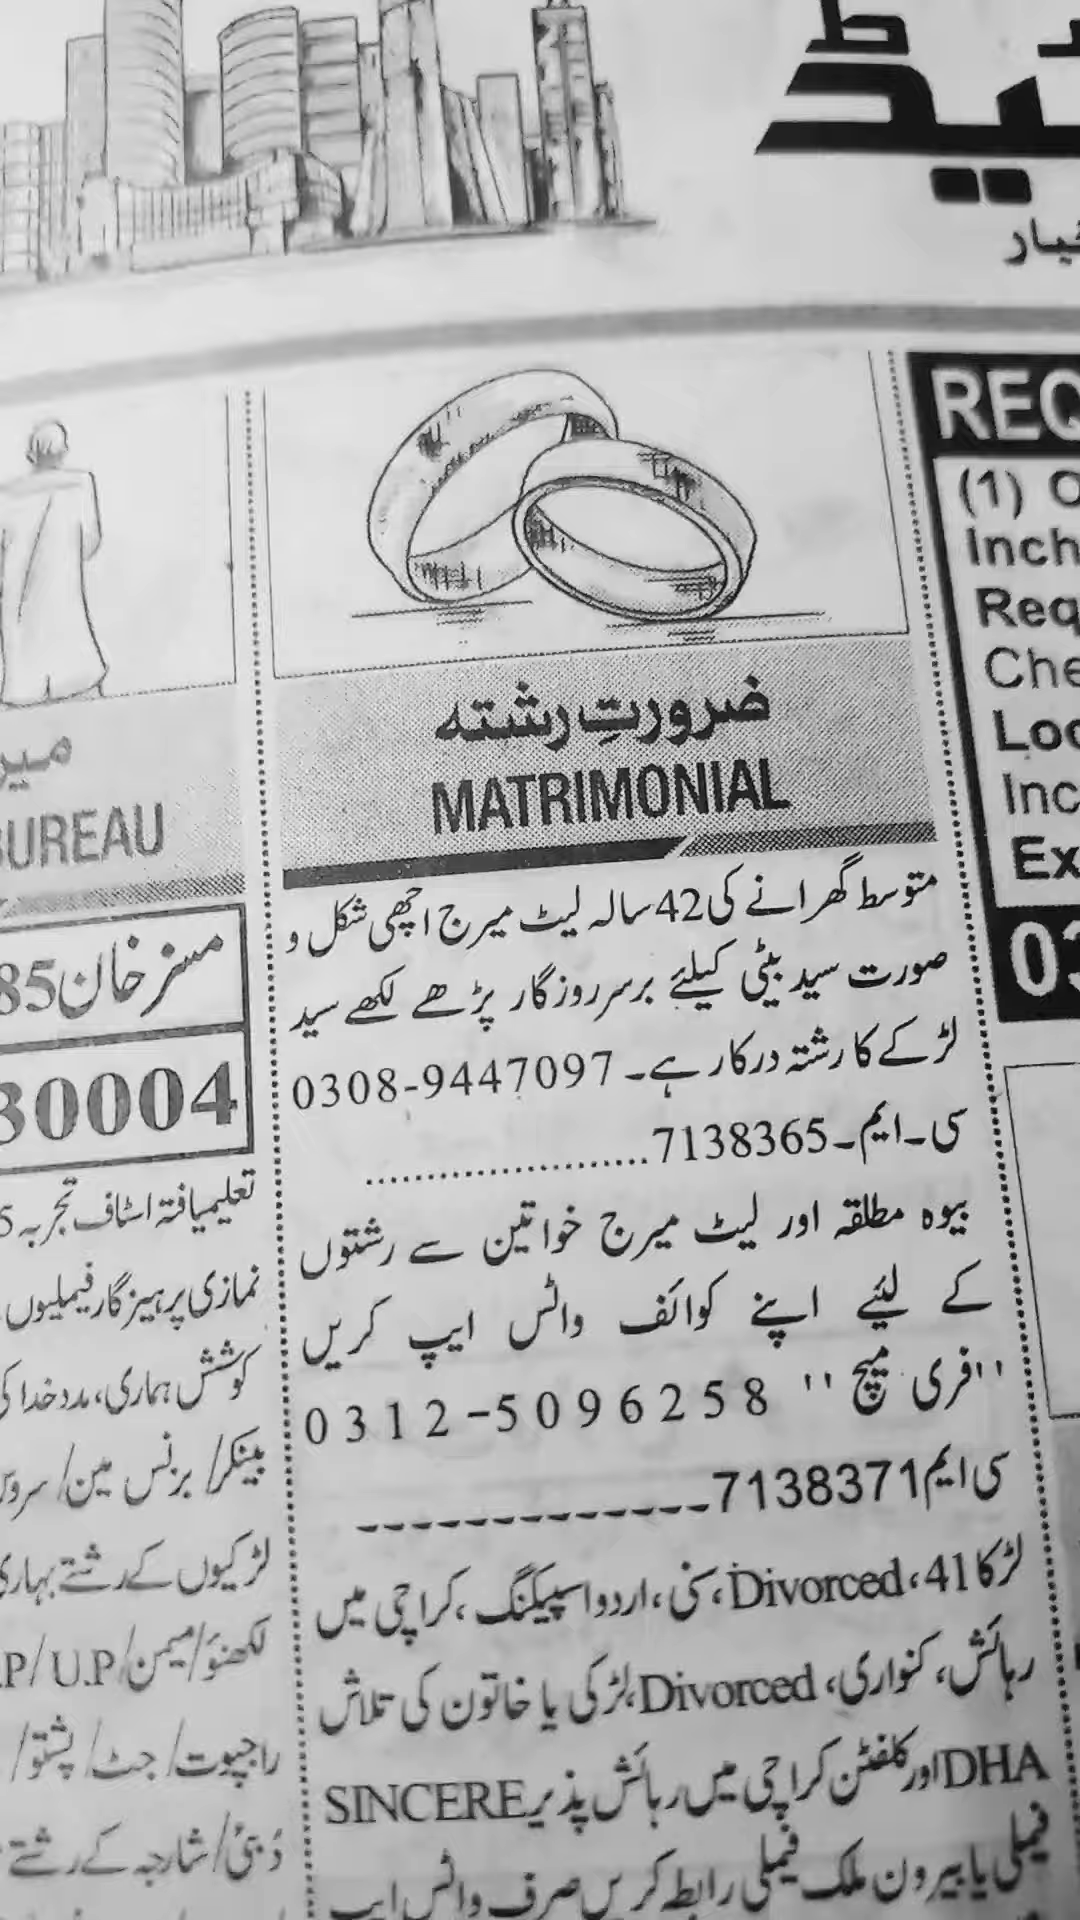 ضرورتِ رشتہ
MATRIMONIAL
متوسط گھرانے کی 42 سالہ لیٹ میرج اچھی شکل و
صورت سید بیٹی کیلئے برسرروزگار پڑھے لکھے سید
لڑکے کا رشتہ درکار ہے۔ 0308-9447097
سی۔ایم۔7138365......................
بیوہ مطلقہ اور لیٹ میرج خواتین سے رشتوں
کے لیئے اپنے کوائف واٹس ایپ کریں
''فری میچ'' 0312-5096258
سی ایم 7138371-------------
لڑکا 41، Divorced، سنی، اردو اسپیکنگ، کراچی میں
رہائش، کنواری، Divorced، لڑکی یا خاتون کی تلاش
DHA اور کلفٹن کراچی میں رہائش پذیر SINCERE
فیملی یا بیرون ملک فیملی رابطہ کریں صرف واٹس ایپ
BUREAU
مسز خان 85
30004
تعلیمیافتہ اسٹاف تجربہ
نمازی پرہیزگار فیملیوں
کوشش ہماری، مدد خدا کی
بینکر/ بزنس مین/
لڑکیوں کے رشتے بہاری
لکھنؤ/میمن/U.P/
راجپوت/ جٹ/ پشتو/
دبئی/ شارجہ کے رشتے
REQ
(1) O
Inch
Req
Che
Loc
Inc
Ex
03